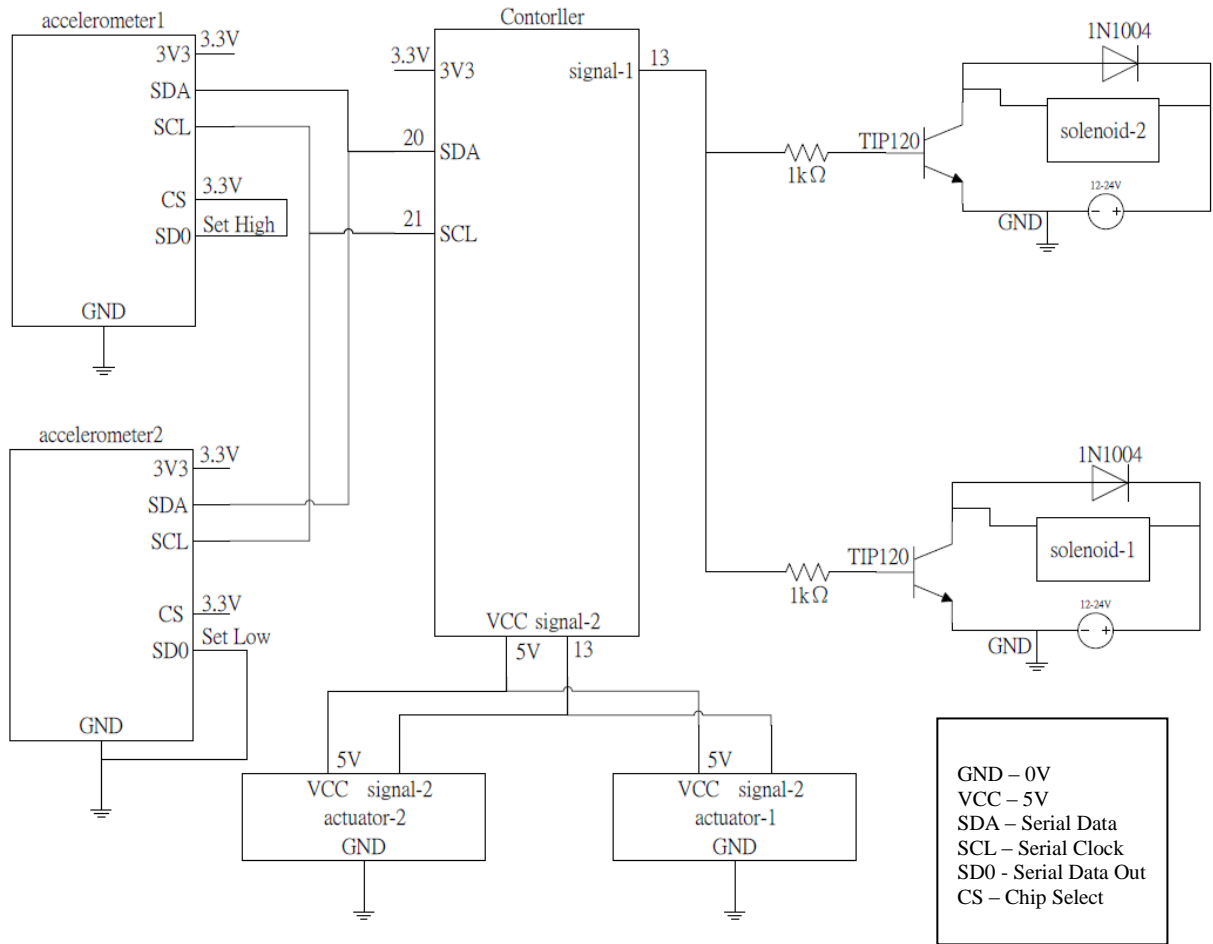 accelerometer1
3.3V
3V3
SDA
SCL
3.3V
CS
Set High
SD0
GND
accelerometer2
3.3V
3V3
SDA
SCL
3.3V
CS
Set Low
SD0
GND
Contorller
3.3V
3V3
20
SDA
21
SCL
13
signal-1
VCC signal-2
5V
13
1N1004
TIP120
solenoid-2
1kΩ
12-24V
GND
1N1004
TIP120
solenoid-1
1kΩ
12-24V
GND
5V
VCC signal-2
actuator-2
GND
5V
VCC signal-2
actuator-1
GND
GND – 0V
VCC – 5V
SDA – Serial Data
SCL – Serial Clock
SD0 - Serial Data Out
CS – Chip Select